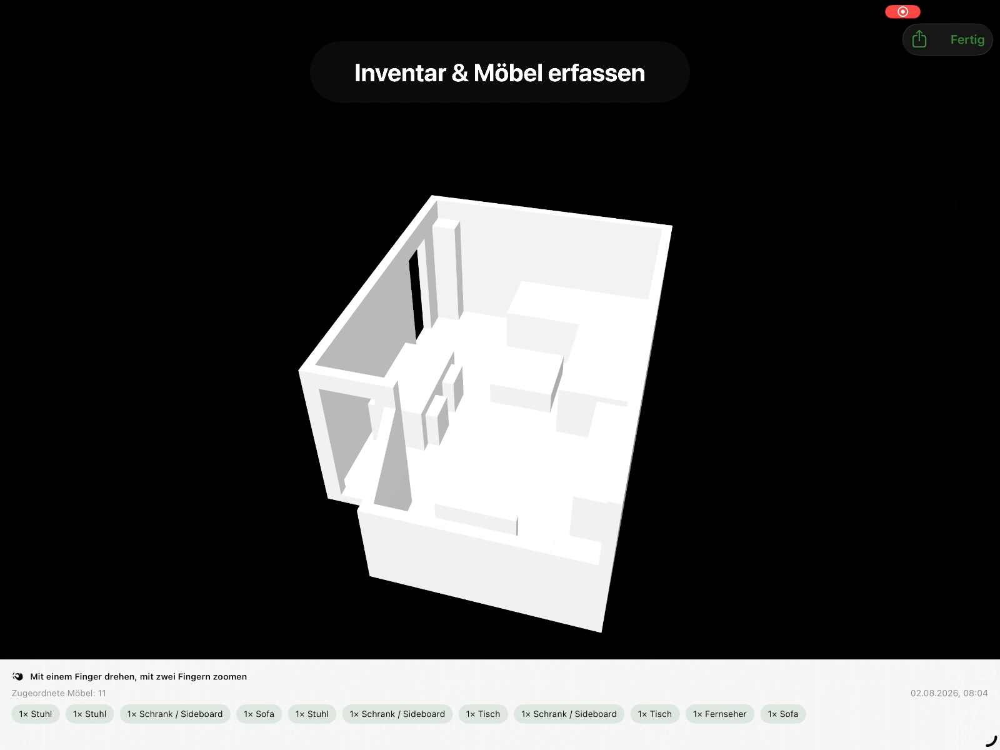 Fertig
Inventar & Möbel erfassen
Mit einem Finger drehen, mit zwei Fingern zoomen
Zugeordnete Möbel: 11
02.08.2026, 08:04
1× Stuhl
1× Stuhl
1× Schrank / Sideboard
1× Sofa
1× Stuhl
1× Schrank / Sideboard
1× Tisch
1× Schrank / Sideboard
1× Tisch
1× Fernseher
1× Sofa